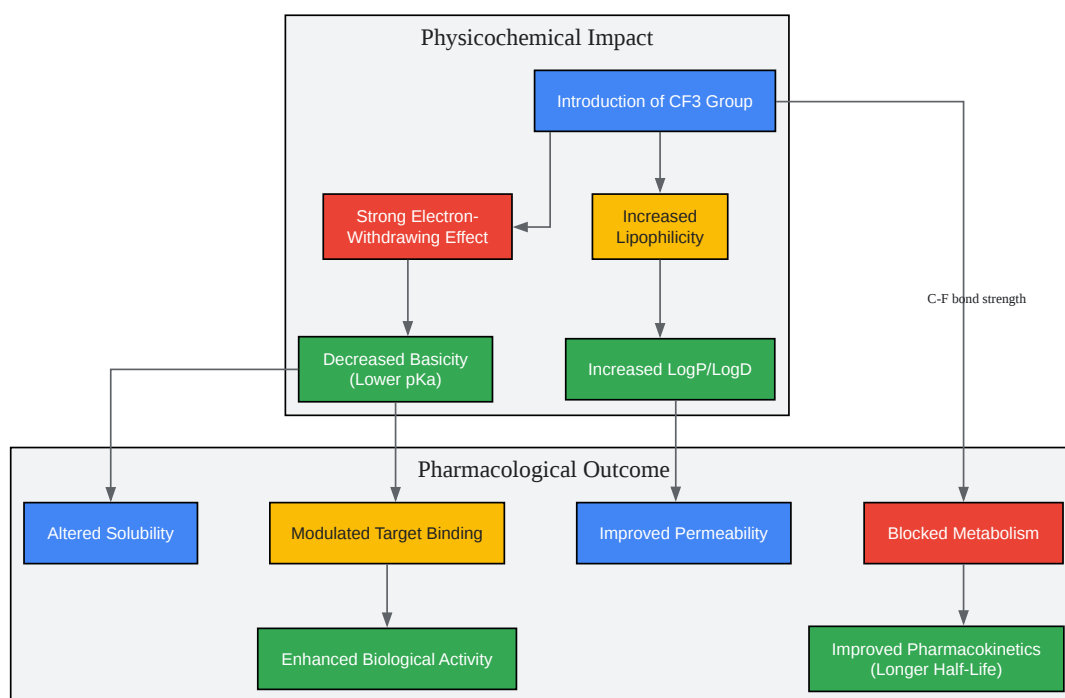 Physicochemical Impact
Introduction of CF3 Group
Strong Electron-
Withdrawing Effect
Increased
Lipophilicity
C-F bond strength
Decreased Basicity
(Lower pKa)
Increased LogP/LogD
Pharmacological Outcome
Altered Solubility
Modulated Target Binding
Improved Permeability
Blocked Metabolism
Enhanced Biological Activity
Improved Pharmacokinetics
(Longer Half-Life)